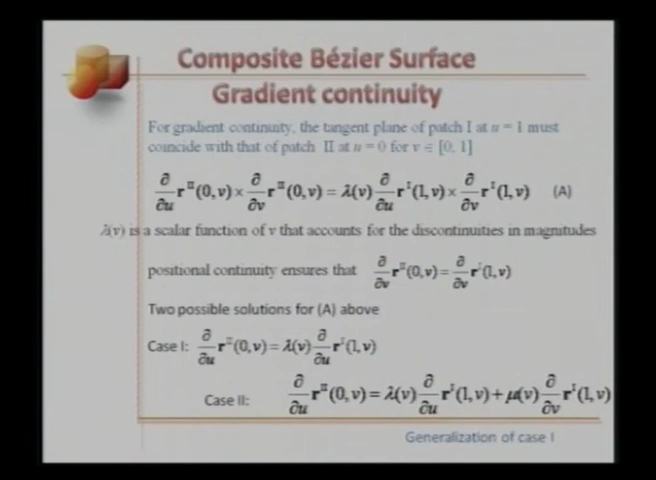 Composite Bézier Surface
Gradient continuity
For gradient continuity, the tangent plane of patch I at u = 1 must
coincide with that of patch II at u = 0 for v ∈ [0, 1]
∂/∂u r^II(0, v) × ∂/∂v r^II(0, v) = λ(v) ∂/∂u r^I(1, v) × ∂/∂v r^I(1, v) (A)
λ(v) is a scalar function of v that accounts for the discontinuities in magnitudes
positional continuity ensures that ∂/∂v r^II(0, v) = ∂/∂v r^I(1, v)
Two possible solutions for (A) above
Case I: ∂/∂u r^II(0, v) = λ(v) ∂/∂u r^I(1, v)
Case II: ∂/∂u r^II(0, v) = λ(v) ∂/∂u r^I(1, v) + μ(v) ∂/∂v r^I(1, v)
Generalization of case I